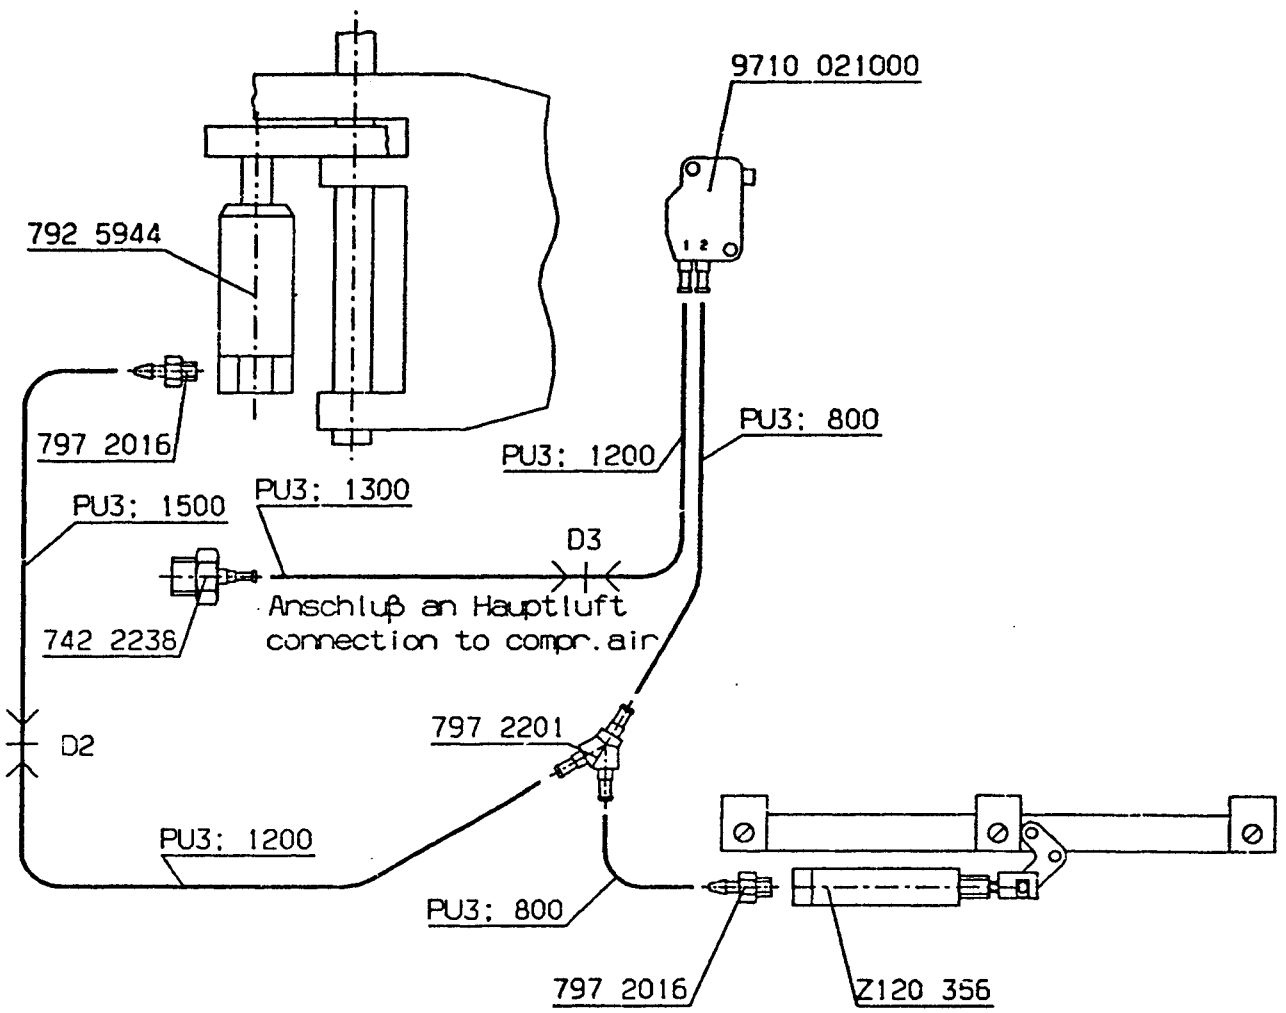 9710 021000
1 2
792 5944
PU3; 800
797 2016
PU3; 1200
PU3; 1300
PU3; 1500
D3
Anschluß an Hauptluft
connection to compr.air
742 2238
797 2201
D2
PU3; 1200
PU3; 800
797 2016
Z120 356